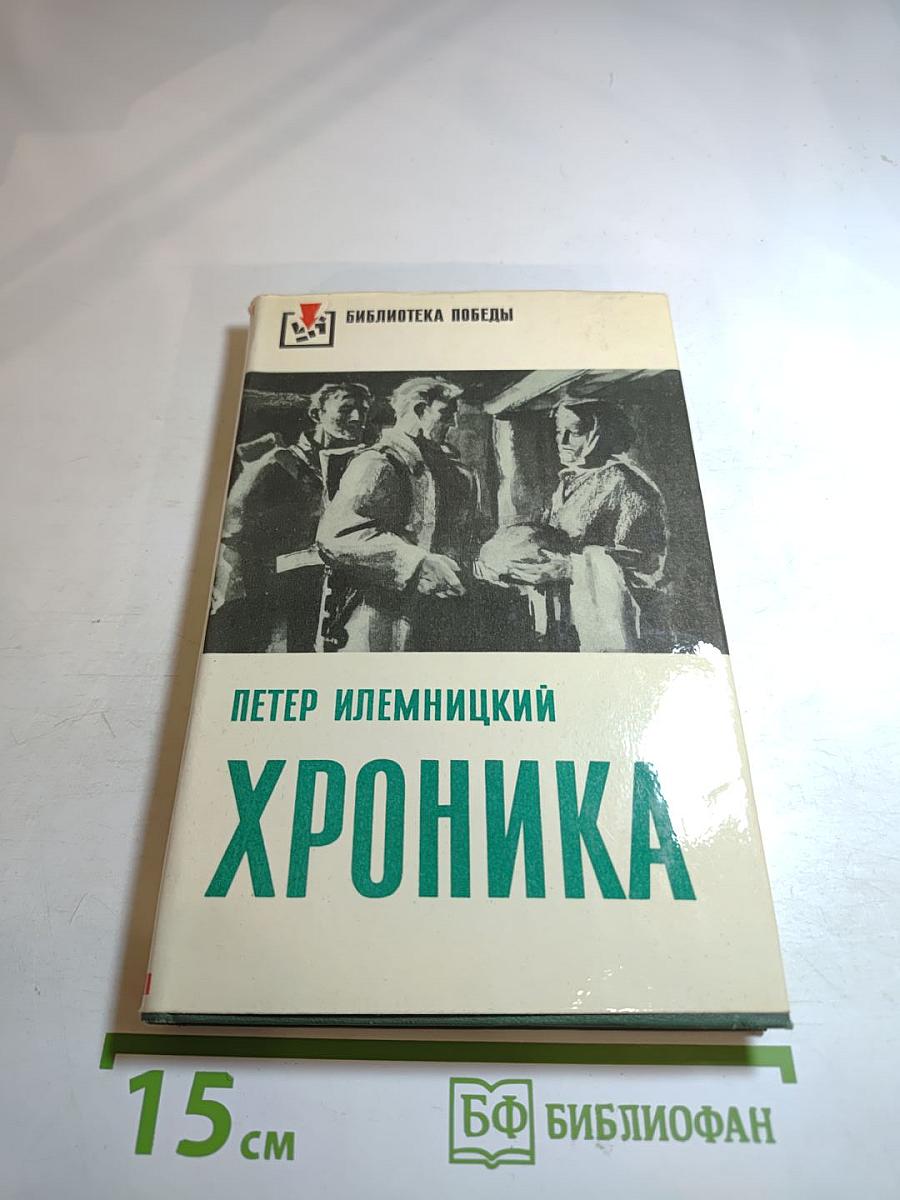 БИБЛИОТЕКА ПОБЕДЫ
ПЕТЕР ИЛЕМНИЦКИЙ
ХРОНИКА
15 см
БФ БИБЛИОФАН